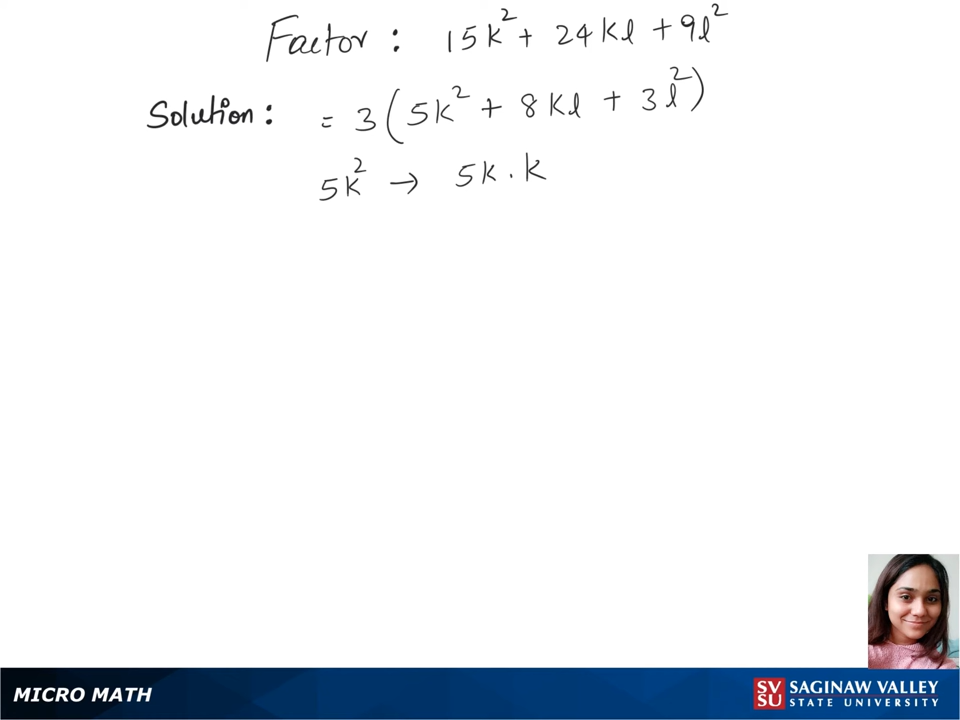 Factor : 15k² + 24kl + 9l²
Solution : = 3(5k² + 8kl + 3l²)
5k² → 5k . k
MICRO MATH
SV SU SAGINAW VALLEY STATE UNIVERSITY